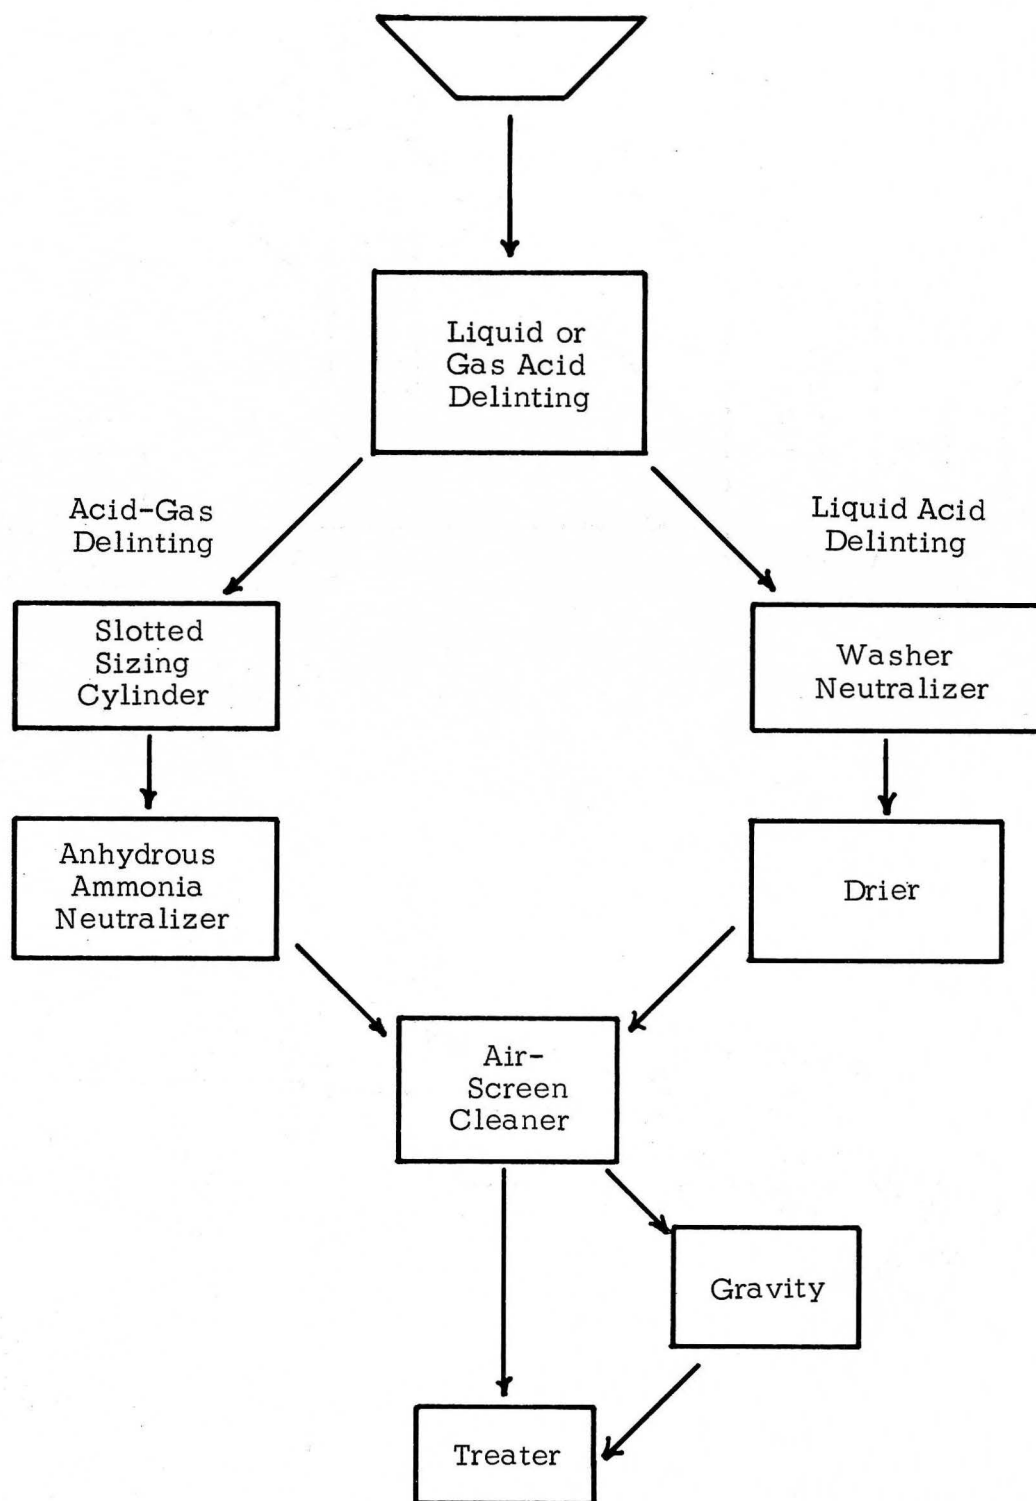 Liquid or
Gas Acid
Delinting
Acid-Gas
Delinting
Liquid Acid
Delinting
Slotted
Sizing
Cylinder
Washer
Neutralizer
Anhydrous
Ammonia
Neutralizer
Drier
Air-
Screen
Cleaner
Gravity
Treater